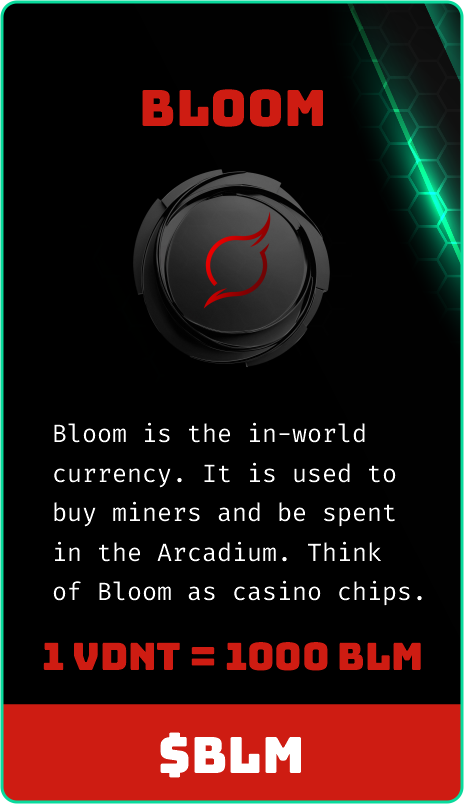 BLOOM
Bloom is the in-world
currency. It is used to
buy miners and be spent
in the Arcadium. Think
of Bloom as casino chips.
1 VDNT = 1000 BLM
$BLM